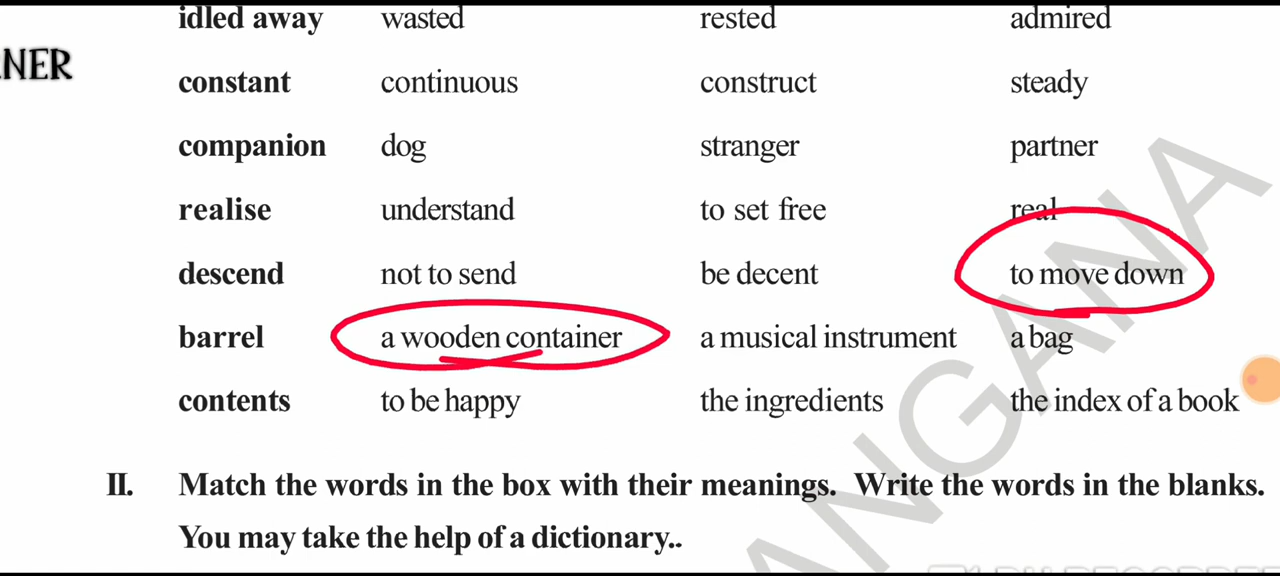 idled away wasted rested admired
NER
constant continuous construct steady
companion dog stranger partner
realise understand to set free real
descend not to send be decent to move down
barrel a wooden container a musical instrument a bag
contents to be happy the ingredients the index of a book
II. Match the words in the box with their meanings. Write the words in the blanks.
You may take the help of a dictionary..
ANGANA